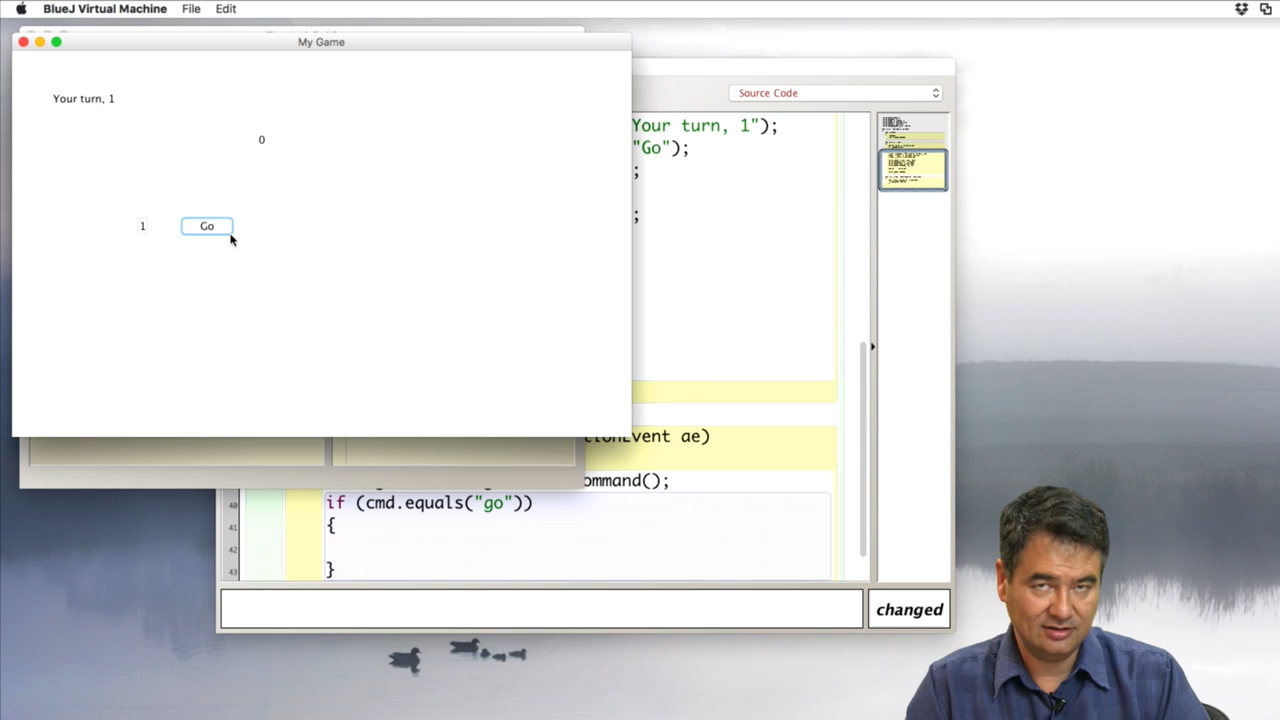 BlueJ Virtual Machine File Edit
My Game
Your turn, 1
0
1 Go
Source Code
Your turn, 1");
"Go");
;
;
ionEvent ae)
ommand();
40 if (cmd.equals("go"))
41 {
42
43 }
changed